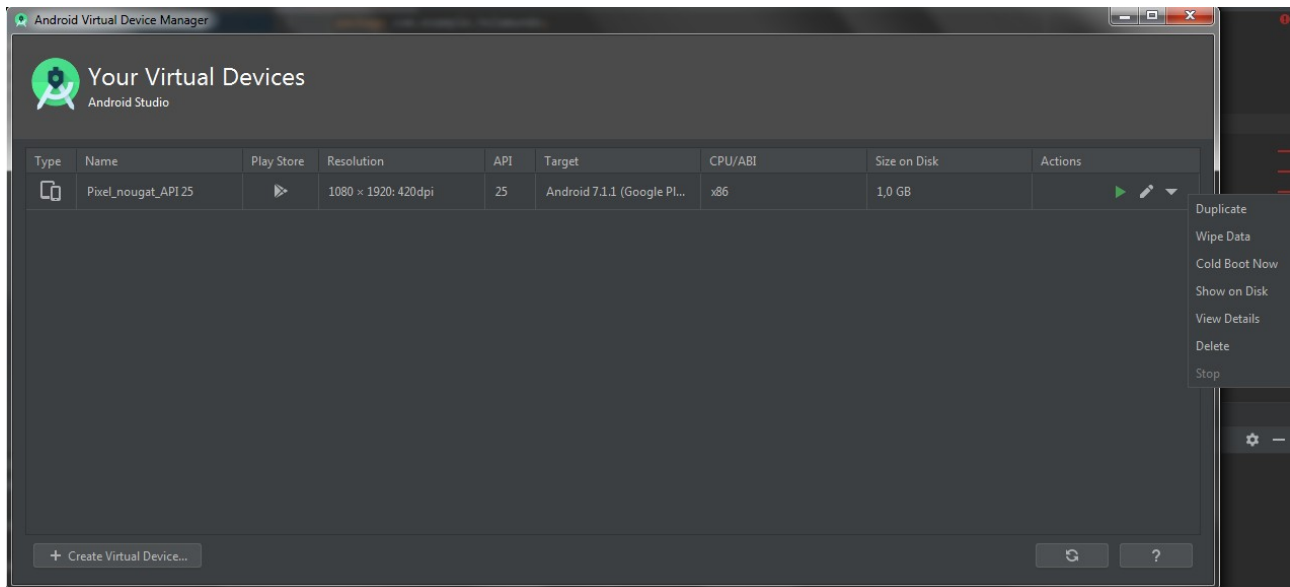 Android Virtual Device Manager
Your Virtual Devices
Android Studio
Type Name Play Store Resolution API Target CPU/ABI Size on Disk Actions
Pixel_nougat_API 25 1080 × 1920: 420dpi 25 Android 7.1.1 (Google Pl... x86 1,0 GB
Duplicate
Wipe Data
Cold Boot Now
Show on Disk
View Details
Delete
Stop
+ Create Virtual Device...
?